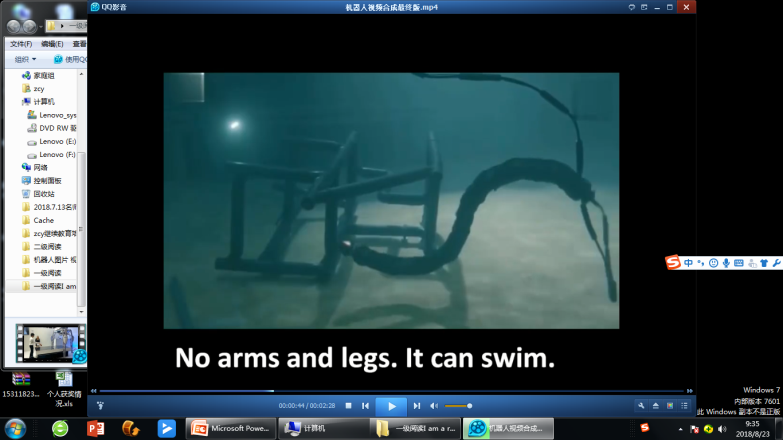 QQ影音
机器人视频合成最终版.mp4
一级阅
文件(F)
编辑(E)
查看
组织
使用QQ
家庭组
zcy
计算机
Lenovo_sys
DVD RW 驱
Lenovo (E:)
Lenovo (F:)
网络
控制面板
回收站
2018.7.13名师
Cache
zcy继续教育
二级阅读
机器人图片 视
一级阅读
一级阅读I am
No arms and legs. It can swim.
中
00:00:44 / 00:02:28
15311823...
个人获奖情
况.xls
Windows 7
内部版本 7601
此 Windows 副本不是正版
Microsoft Powe...
计算机
一级阅读I am a r...
机器人视频合成...
9:35
2018/8/23